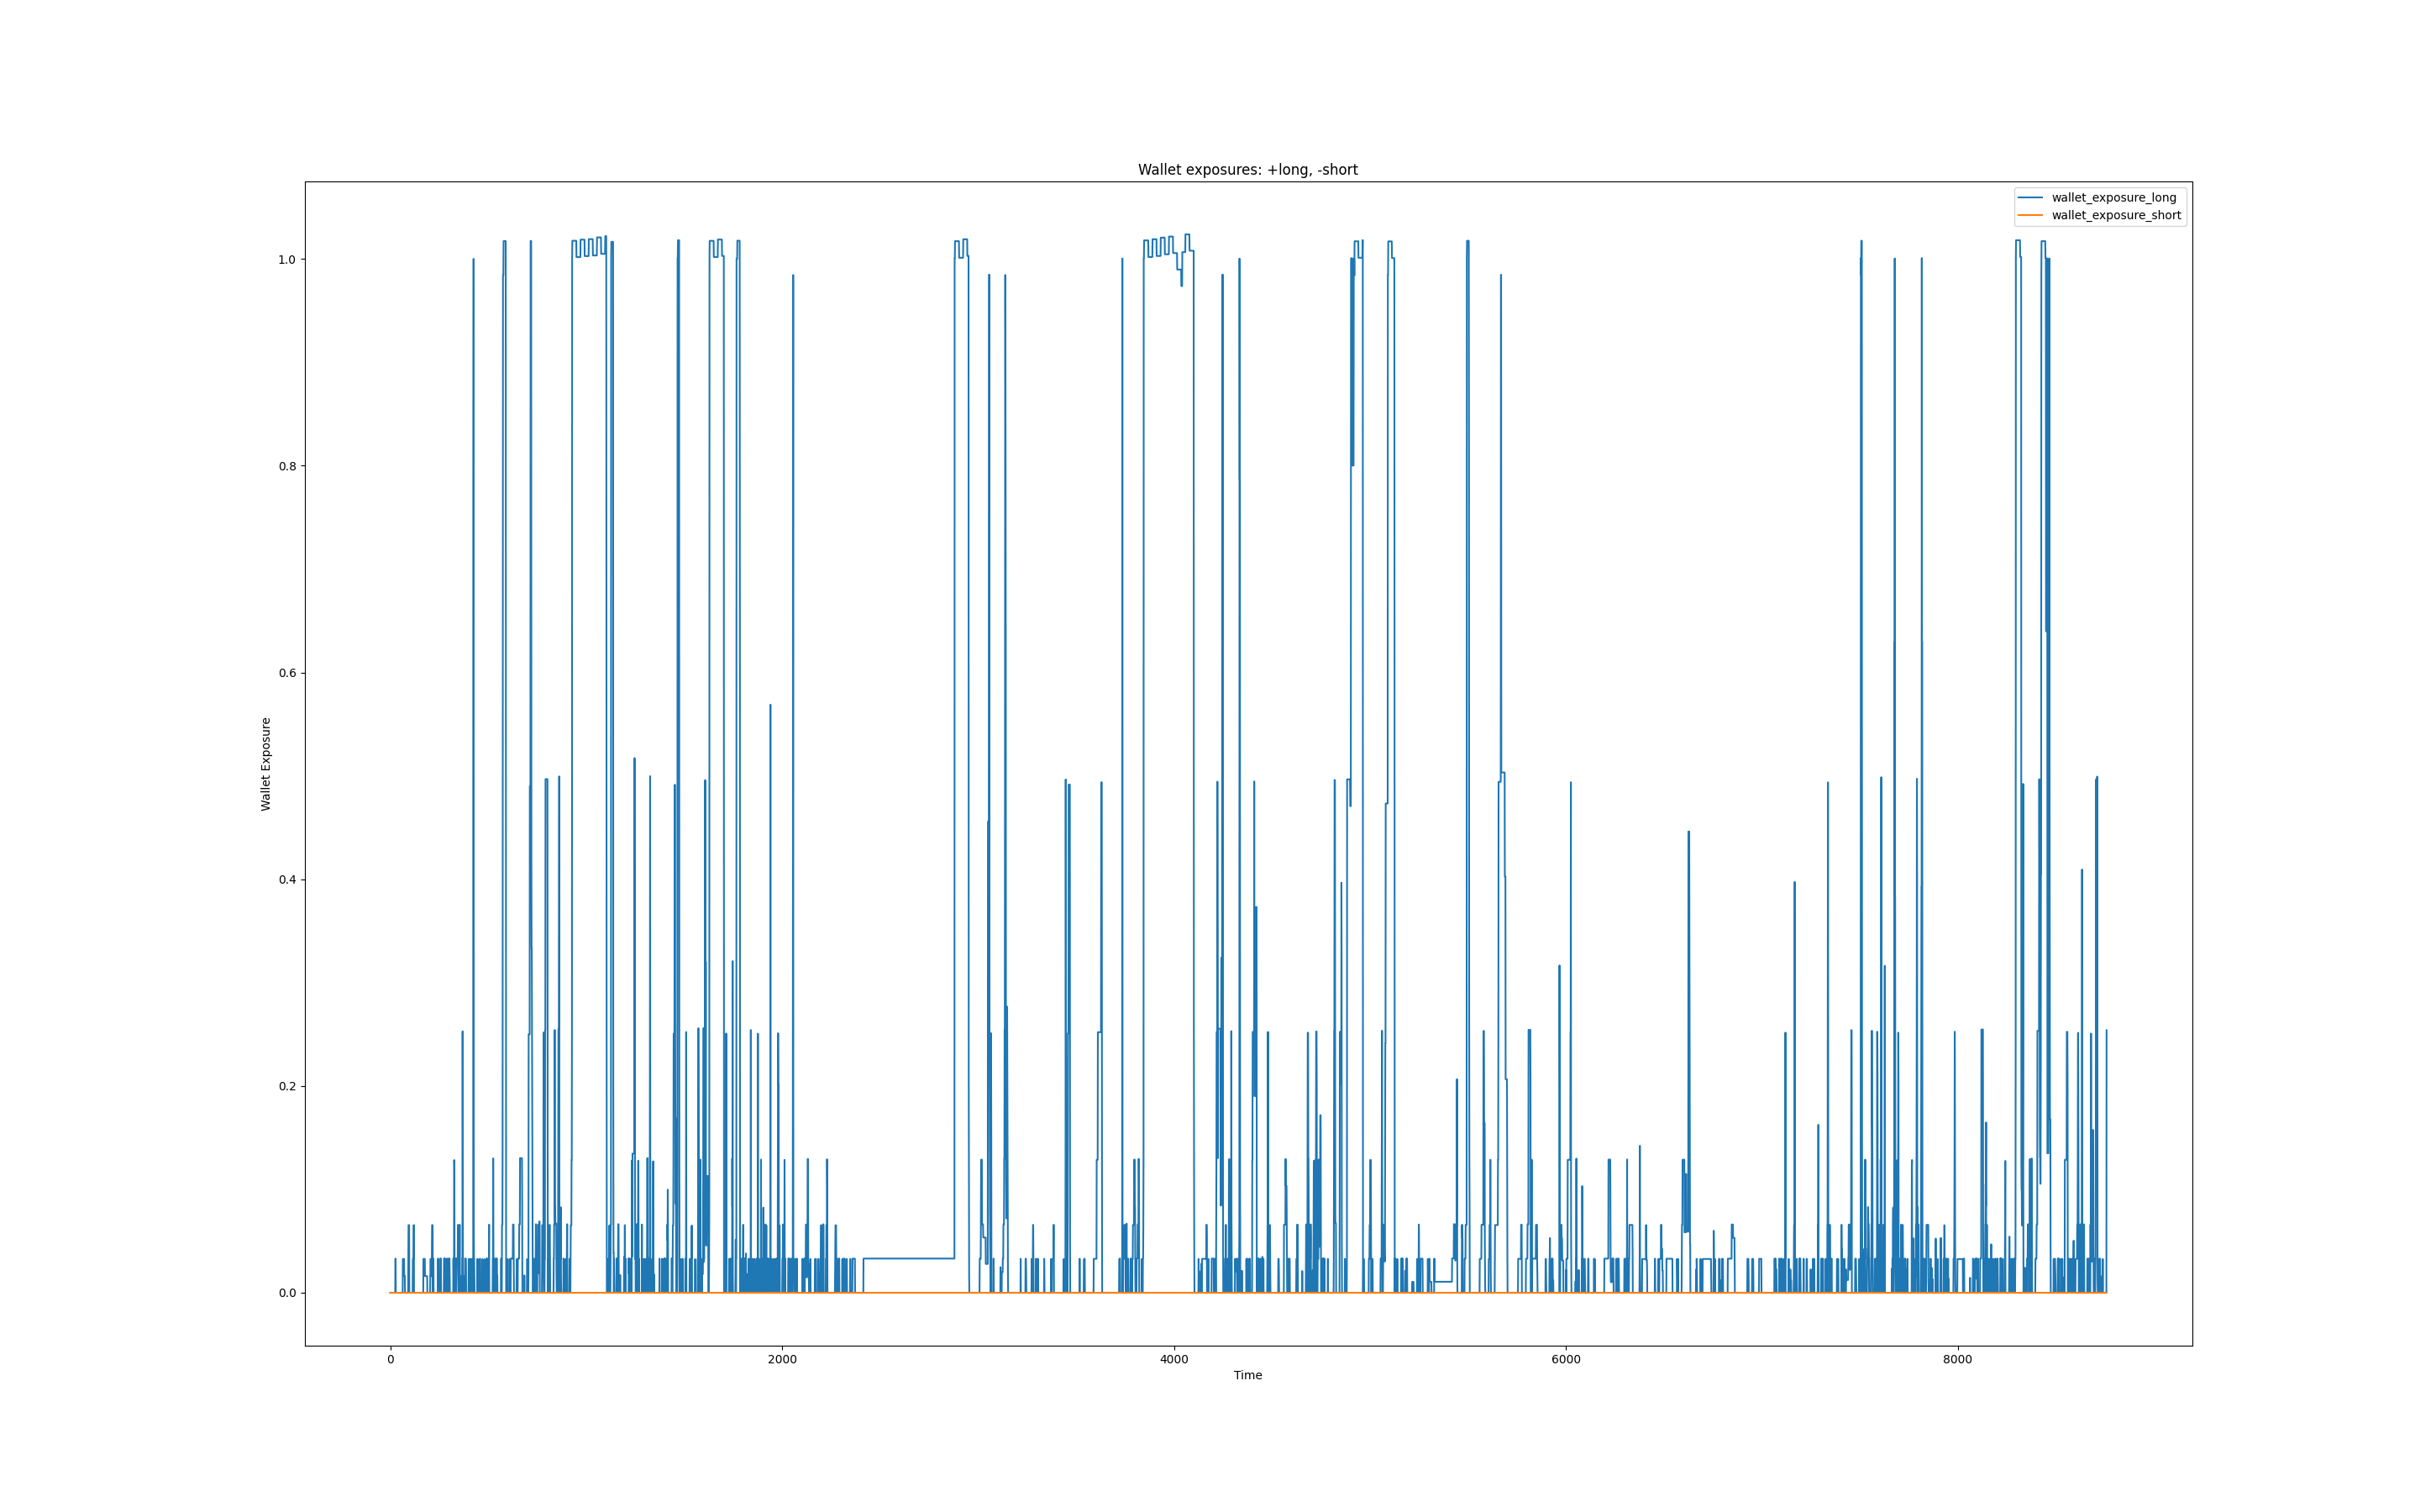 Wallet exposures: +long, -short
wallet_exposure_long
wallet_exposure_short
1.0
0.8
0.6
0.4
0.2
0.0
Wallet Exposure
0 2000 4000 6000 8000
Time